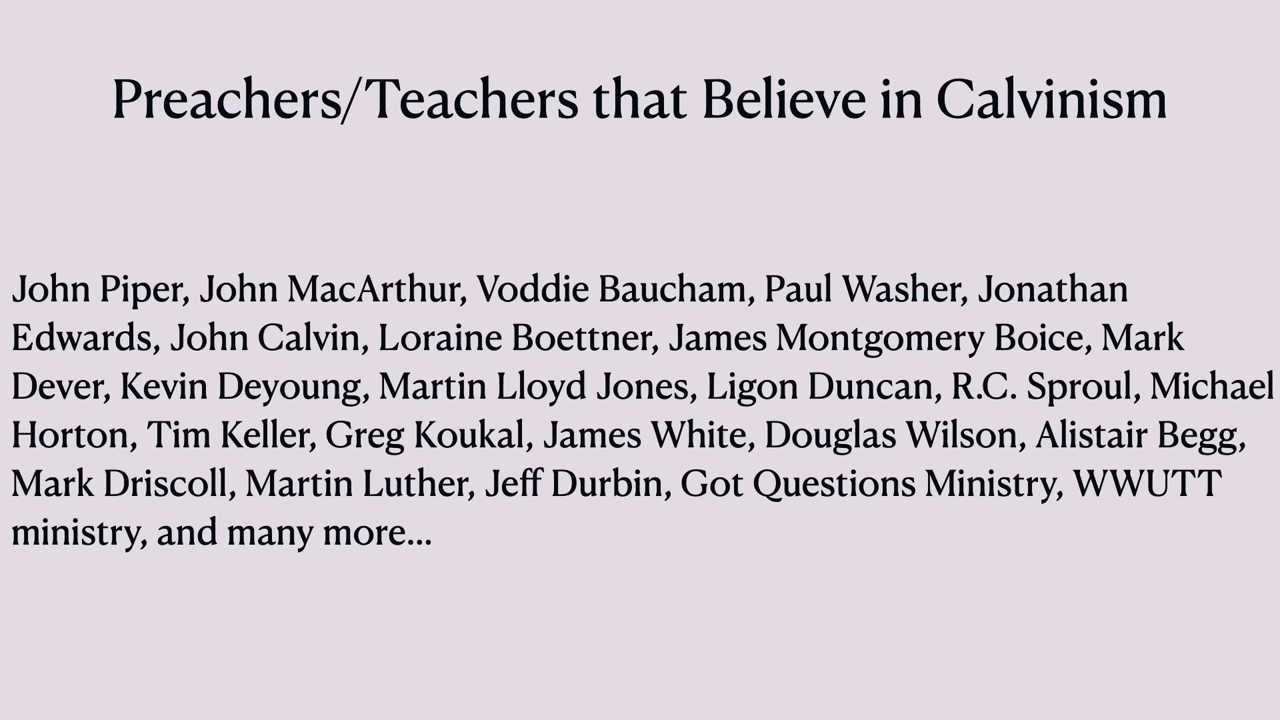 Preachers/Teachers that Believe in Calvinism
John Piper, John MacArthur, Voddie Baucham, Paul Washer, Jonathan
Edwards, John Calvin, Loraine Boettner, James Montgomery Boice, Mark
Dever, Kevin Deyoung, Martin Lloyd Jones, Ligon Duncan, R.C. Sproul, Michael
Horton, Tim Keller, Greg Koukal, James White, Douglas Wilson, Alistair Begg,
Mark Driscoll, Martin Luther, Jeff Durbin, Got Questions Ministry, WWUTT
ministry, and many more...